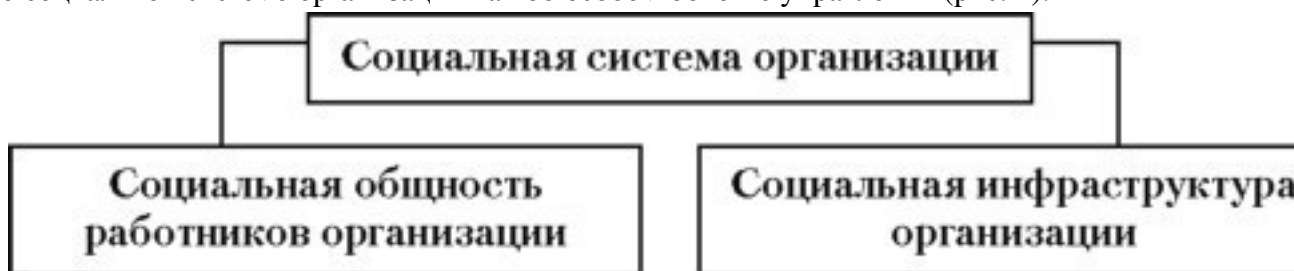 Социальная система организации
Социальная общность
работников организации
Социальная инфраструктура
организации